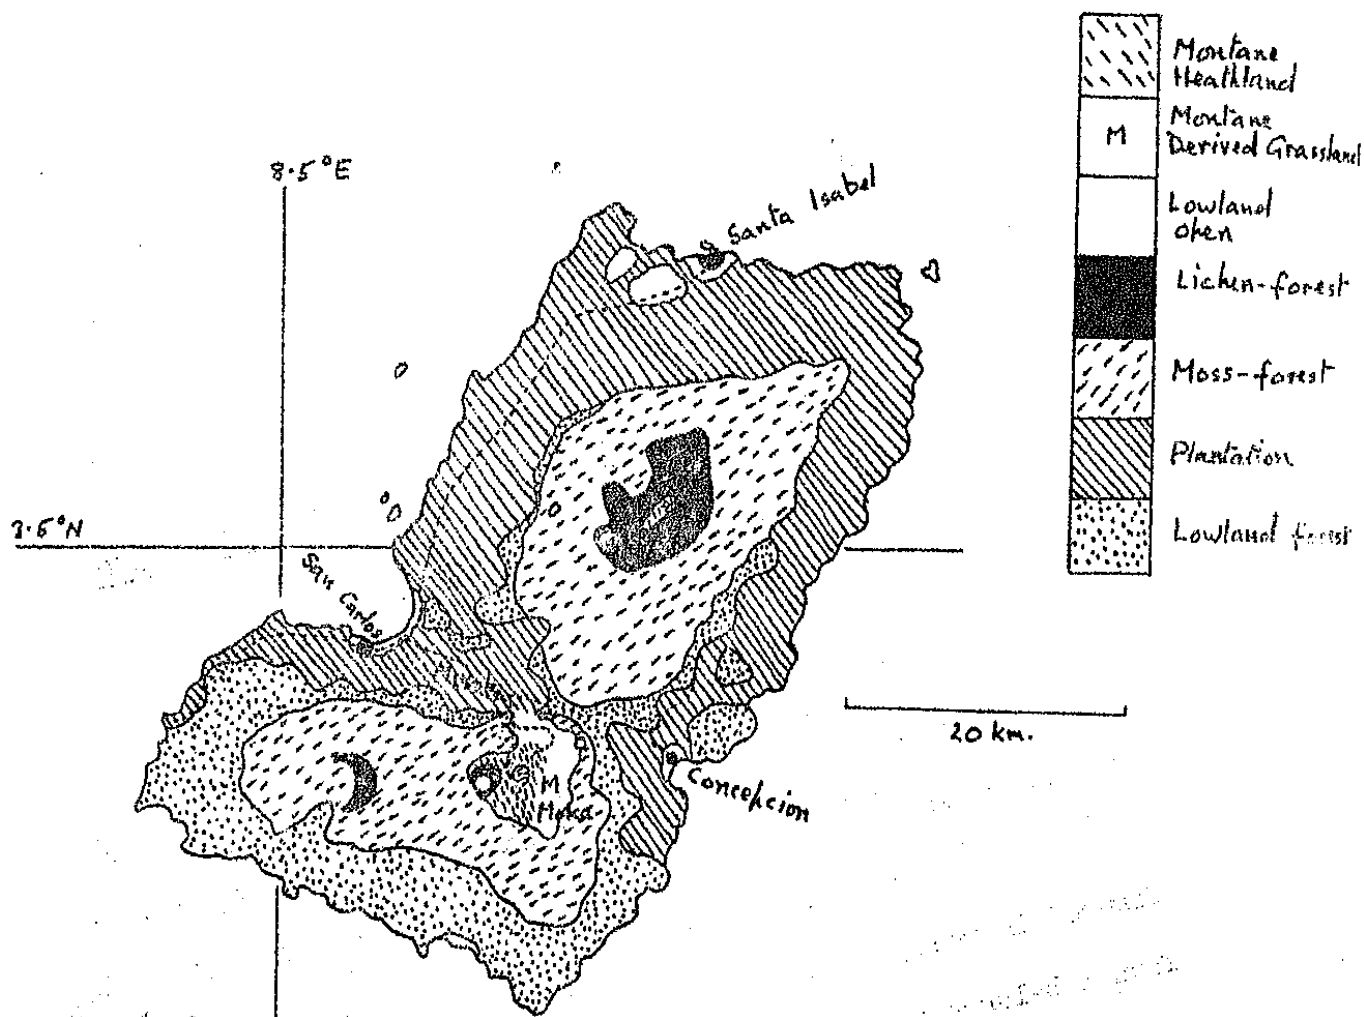 Montane
Heathland
M
Montane
Derived Grassland
Lowland
open
Lichen-forest
Moss-forest
Plantation
Lowland forest
8.5°E
Santa Isabel
3.5°N
San Carlos
20 km.
M
Moka
Concepcion